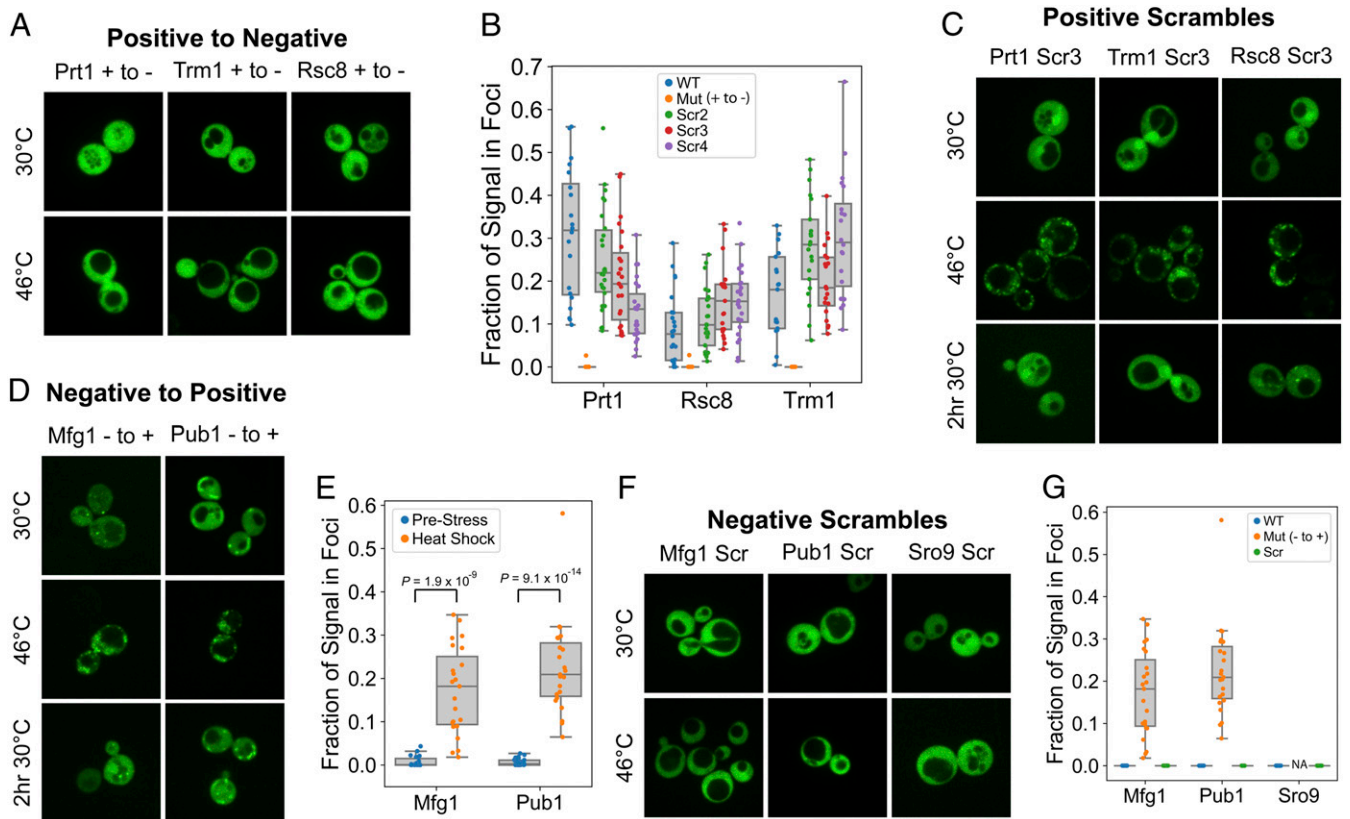 A
Positive to Negative
Prt1 + to - Trm1 + to - Rsc8 + to -
30°C
46°C
B
Fraction of Signal in Foci
0.7
0.6
0.5
0.4
0.3
0.2
0.1
0.0
WT
Mut (+ to -)
Scr2
Scr3
Scr4
Prt1 Rsc8 Trm1
C
Positive Scrambles
Prt1 Scr3 Trm1 Scr3 Rsc8 Scr3
30°C
46°C
2hr 30°C
D
Negative to Positive
Mfg1 - to + Pub1 - to +
30°C
46°C
2hr 30°C
E
Fraction of Signal in Foci
0.6
0.5
0.4
0.3
0.2
0.1
0.0
Pre-Stress
Heat Shock
P = 1.9 x 10⁻⁹ P = 9.1 x 10⁻¹⁴
Mfg1 Pub1
F
Negative Scrambles
Mfg1 Scr Pub1 Scr Sro9 Scr
30°C
46°C
G
Fraction of Signal in Foci
0.6
0.5
0.4
0.3
0.2
0.1
0.0
WT
Mut (- to +)
Scr
NA
Mfg1 Pub1 Sro9